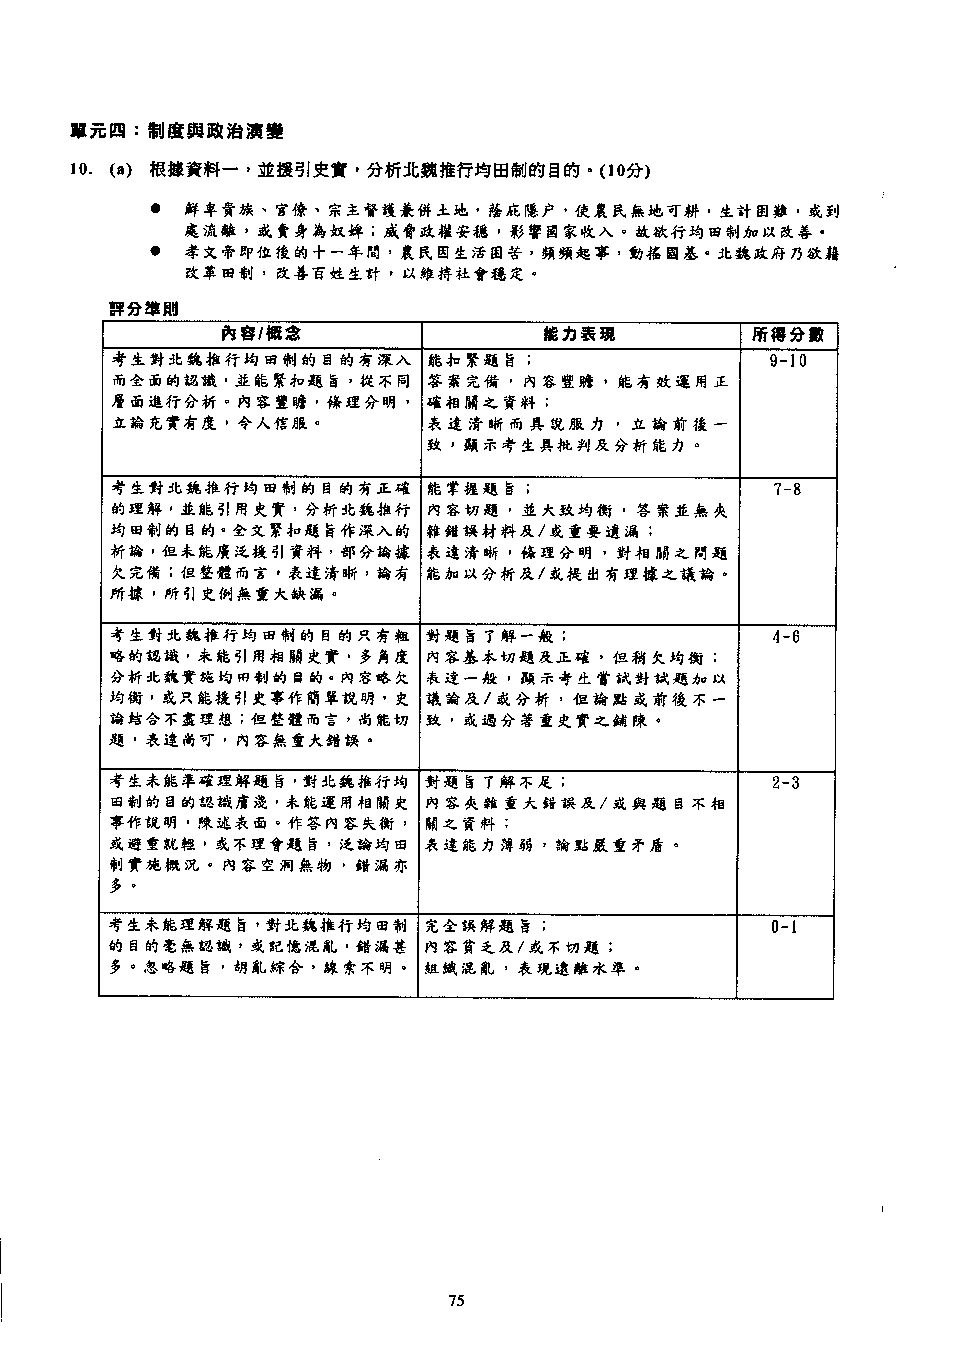 單元四：制度與政治演變
10. (a) 根據資料一，並援引史實，分析北魏推行均田制的目的。(10分)
● 鮮卑貴族、官僚、宗主督護兼併土地，蔭庇隱户，使農民無地可耕，生計困難，或到
處流離，或賣身為奴婢；威脅政權安穩，影響國家收入。故欲行均田制加以改善。
● 孝文帝即位後的十一年間，農民因生活困苦，頻頻起事，動搖國基。北魏政府乃欲藉
改革田制，改善百姓生計，以維持社會穩定。
評分準則
內容/概念 能力表現 所得分數
考生對北魏推行均田制的目的有深入 能扣緊題旨； 9-10
而全面的認識，並能緊扣題旨，從不同 答案完備，內容豐贍，能有效運用正
層面進行分析。內容豐贍，條理分明， 確相關之資料；
立論充實有度，令人信服。 表達清晰而具說服力，立論前後一
致，顯示考生具批判及分析能力。
考生對北魏推行均田制的目的有正確 能掌握題旨； 7-8
的理解，並能引用史實，分析北魏推行 內容切題，並大致均衡，答案並無夾
均田制的目的。全文緊扣題旨作深入的 雜錯誤材料及/或重要遺漏；
析論，但未能廣泛援引資料，部分論據 表達清晰，條理分明，對相關之問題
欠完備；但整體而言，表達清晰，論有 能加以分析及/或提出有理據之議論。
所據，所引史例無重大缺漏。
考生對北魏推行均田制的目的只有粗 對題旨了解一般； 4-6
略的認識，未能引用相關史實，多角度 內容基本切題及正確，但稍欠均衡；
分析北魏實施均田制的目的。內容略欠 表達一般，顯示考生嘗試對試題加以
均衡，或只能援引史事作簡單說明，史 議論及/或分析，但論點或前後不一
論結合不盡理想；但整體而言，尚能切 致，或過分著重史實之鋪陳。
題，表達尚可，內容無重大錯誤。
考生未能準確理解題旨，對北魏推行均 對題旨了解不足； 2-3
田制的目的認識膚淺，未能運用相關史 內容夾雜重大錯誤及/或與題目不相
事作說明，陳述表面。作答內容失衡， 關之資料；
或避重就輕，或不理會題旨，泛論均田 表達能力薄弱，論點嚴重矛盾。
制實施概況。內容空洞無物，錯漏亦
多。
考生未能理解題旨，對北魏推行均田制 完全誤解題旨； 0-1
的目的毫無認識，或記憶混亂，錯漏甚 內容貧乏及/或不切題；
多。忽略題旨，胡亂綜合，線索不明。 組織混亂，表現遠離水準。
75